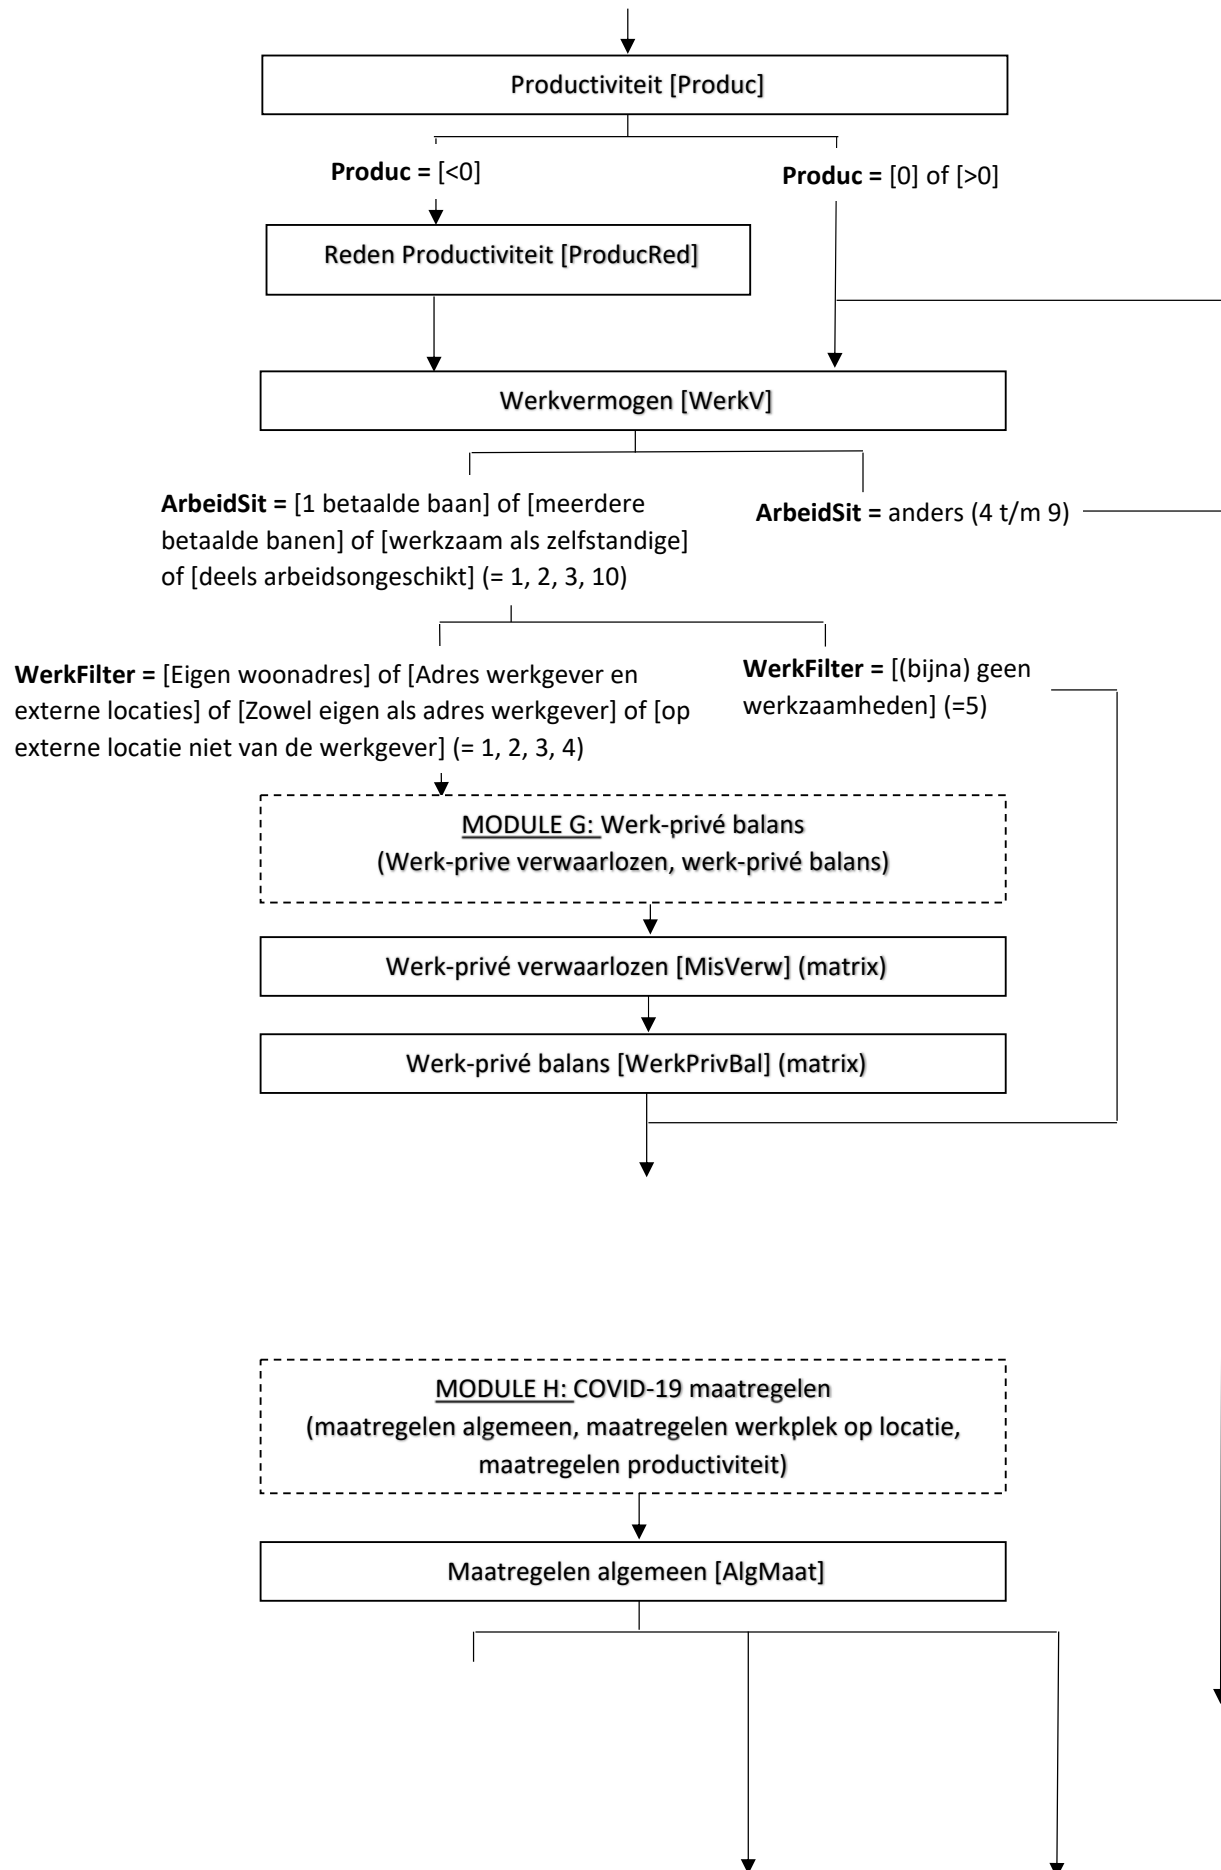 Productiviteit [Produc]
Produc = [<0]
Produc = [0] of [>0]
Reden Productiviteit [ProducRed]
Werkvermogen [WerkV]
ArbeidSit = [1 betaalde baan] of [meerdere
betaalde banen] of [werkzaam als zelfstandige]
of [deels arbeidsongeschikt] (= 1, 2, 3, 10)
ArbeidSit = anders (4 t/m 9)
WerkFilter = [Eigen woonadres] of [Adres werkgever en
externe locaties] of [Zowel eigen als adres werkgever] of [op
externe locatie niet van de werkgever] (= 1, 2, 3, 4)
WerkFilter = [(bijna) geen
werkzaamheden] (=5)
MODULE G: Werk-privé balans
(Werk-prive verwaarlozen, werk-privé balans)
Werk-privé verwaarlozen [MisVerw] (matrix)
Werk-privé balans [WerkPrivBal] (matrix)
MODULE H: COVID-19 maatregelen
(maatregelen algemeen, maatregelen werkplek op locatie,
maatregelen productiviteit)
Maatregelen algemeen [AlgMaat]